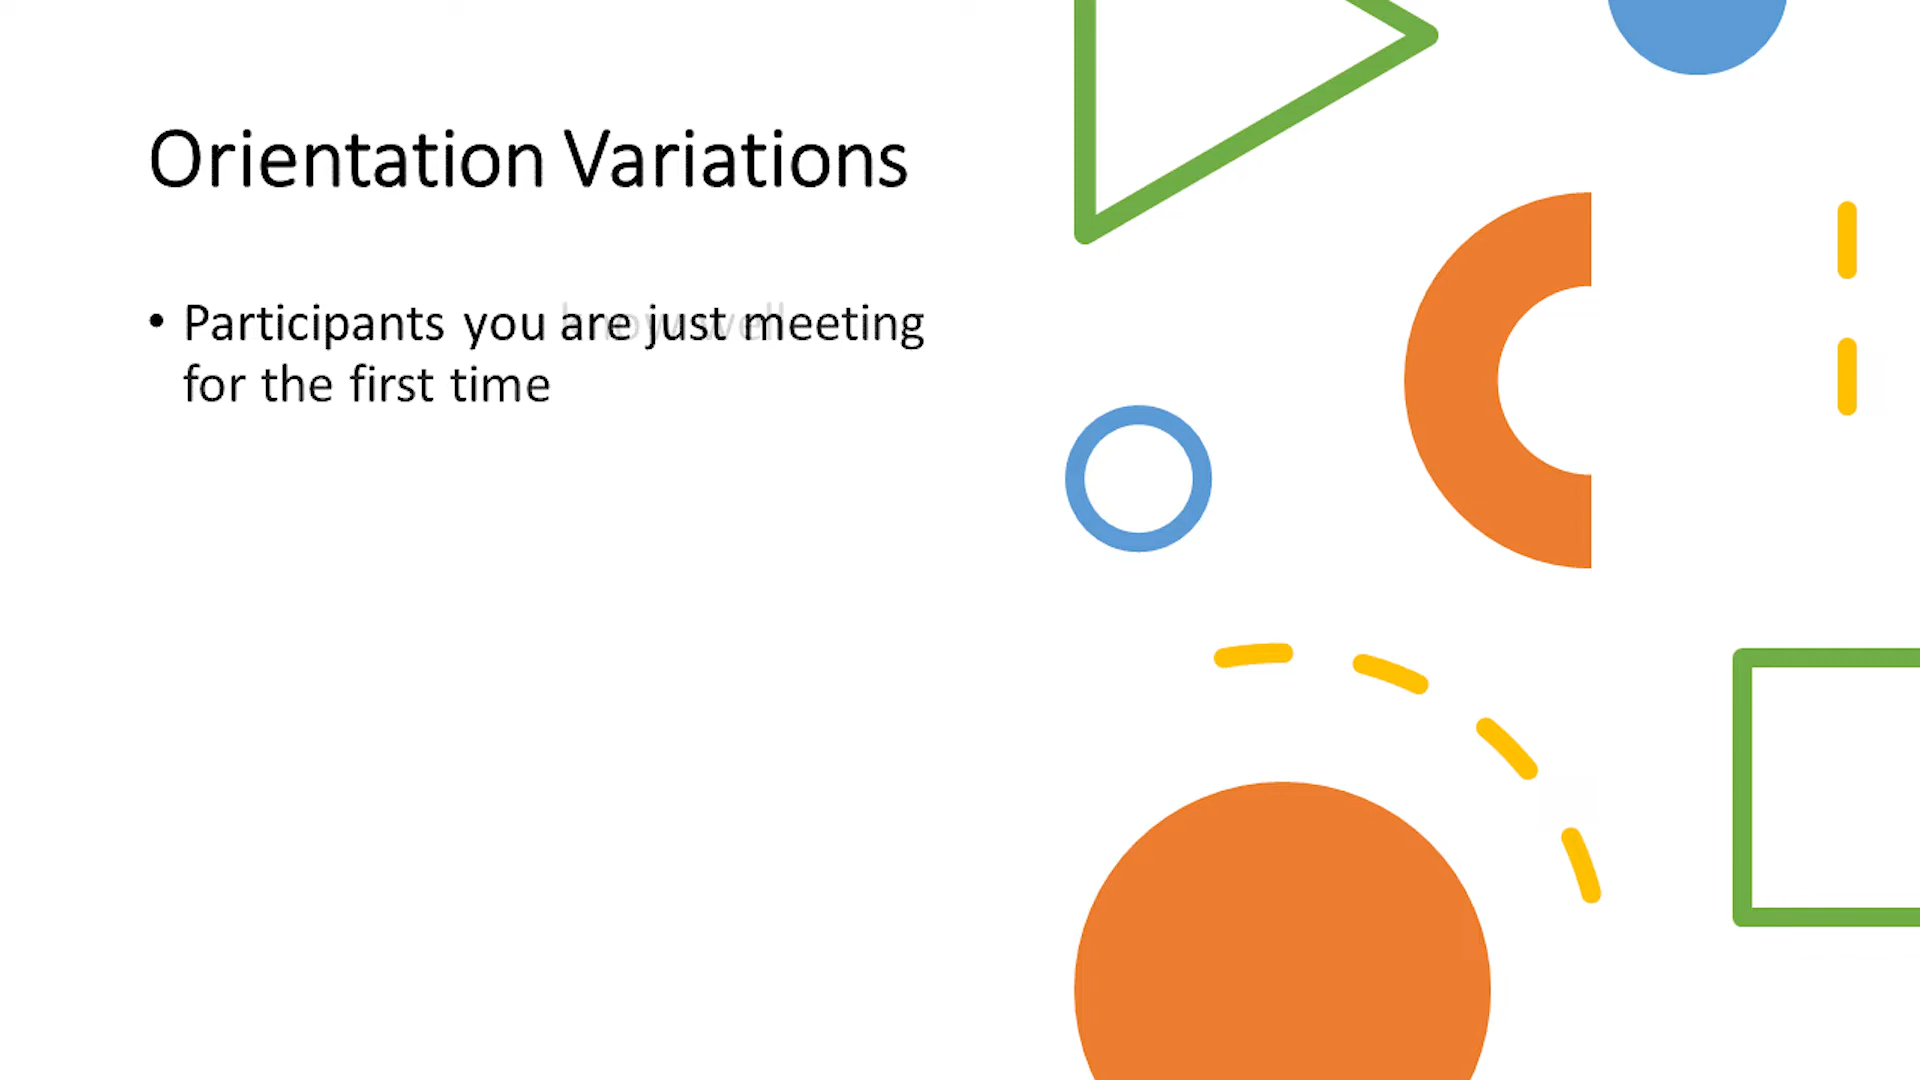 Orientation Variations
• Participants you are just meeting
for the first time